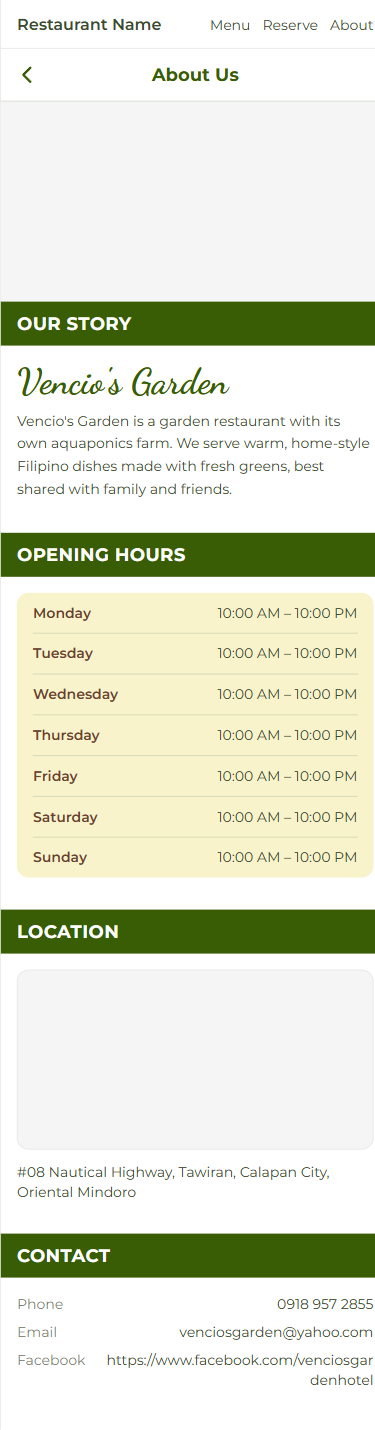 Restaurant Name Menu Reserve About
About Us
OUR STORY
Vencio's Garden
Vencio's Garden is a garden restaurant with its
own aquaponics farm. We serve warm, home-style
Filipino dishes made with fresh greens, best
shared with family and friends.
OPENING HOURS
Monday 10:00 AM – 10:00 PM
Tuesday 10:00 AM – 10:00 PM
Wednesday 10:00 AM – 10:00 PM
Thursday 10:00 AM – 10:00 PM
Friday 10:00 AM – 10:00 PM
Saturday 10:00 AM – 10:00 PM
Sunday 10:00 AM – 10:00 PM
LOCATION
#08 Nautical Highway, Tawiran, Calapan City,
Oriental Mindoro
CONTACT
Phone 0918 957 2855
Email venciosgarden@yahoo.com
Facebook https://www.facebook.com/venciosgar
denhotel